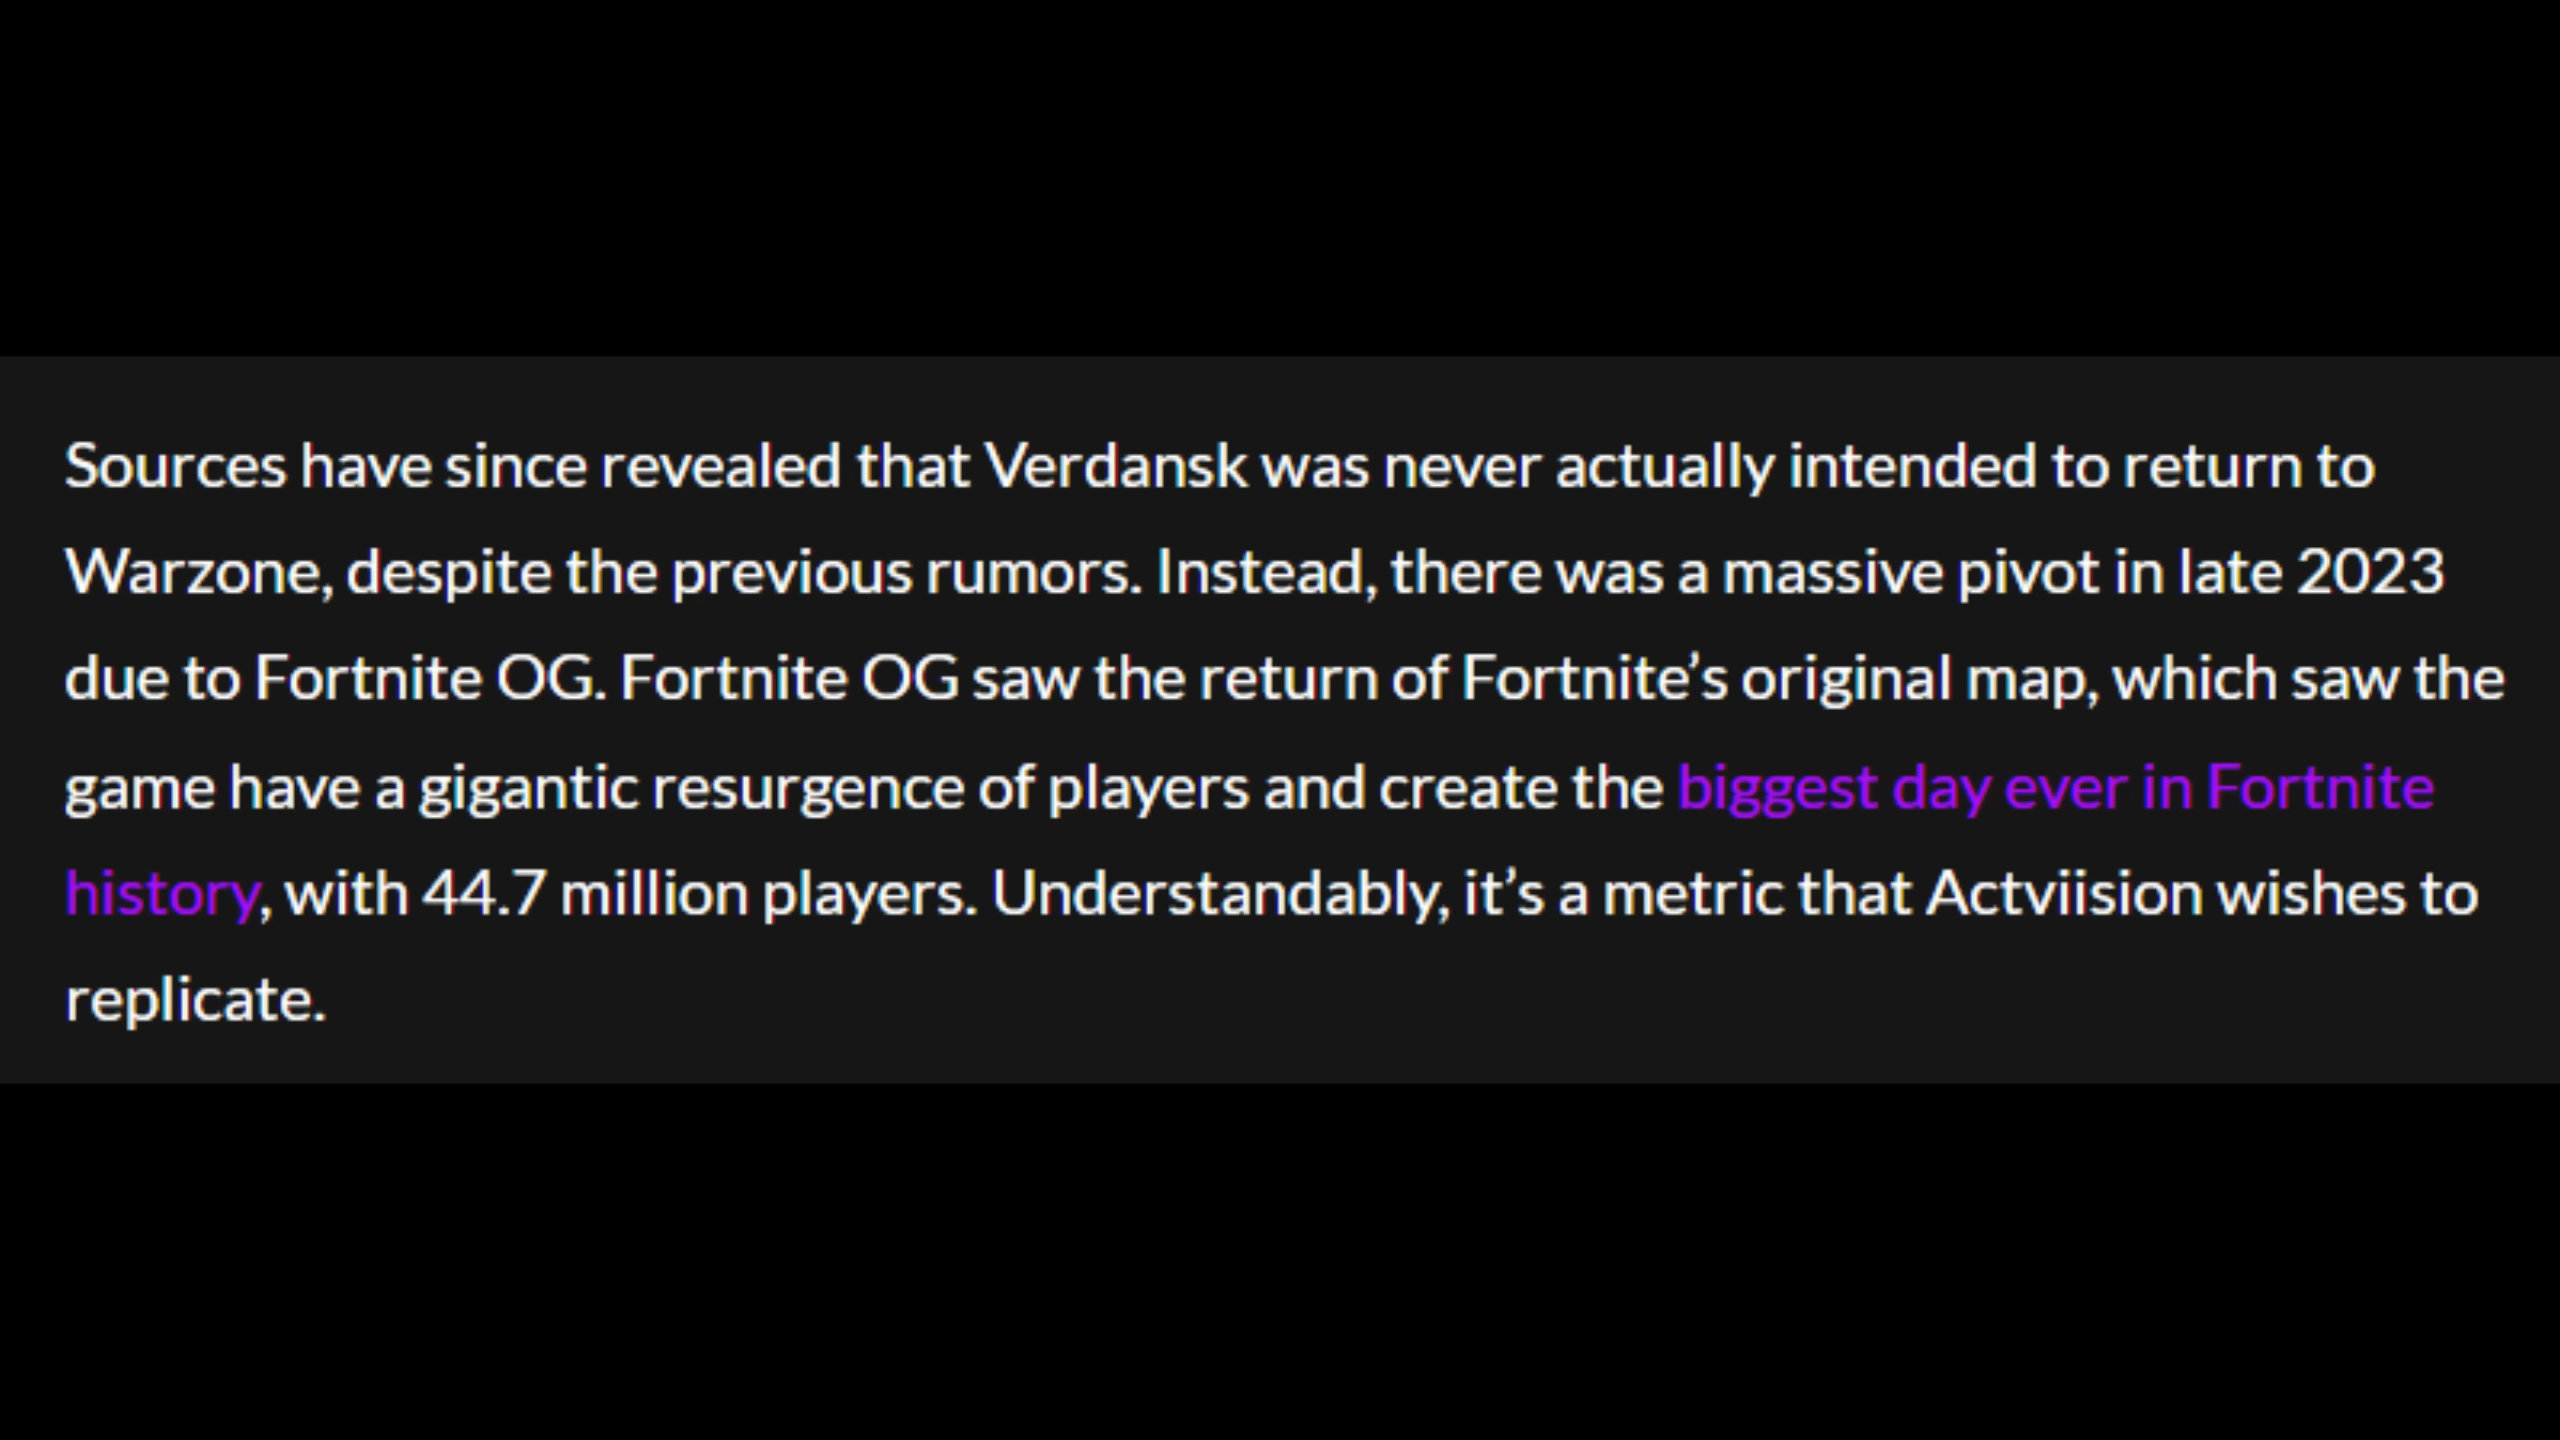 Sources have since revealed that Verdansk was never actually intended to return to
Warzone, despite the previous rumors. Instead, there was a massive pivot in late 2023
due to Fortnite OG. Fortnite OG saw the return of Fortnite’s original map, which saw the
game have a gigantic resurgence of players and create the biggest day ever in Fortnite
history, with 44.7 million players. Understandably, it’s a metric that Actviision wishes to
replicate.